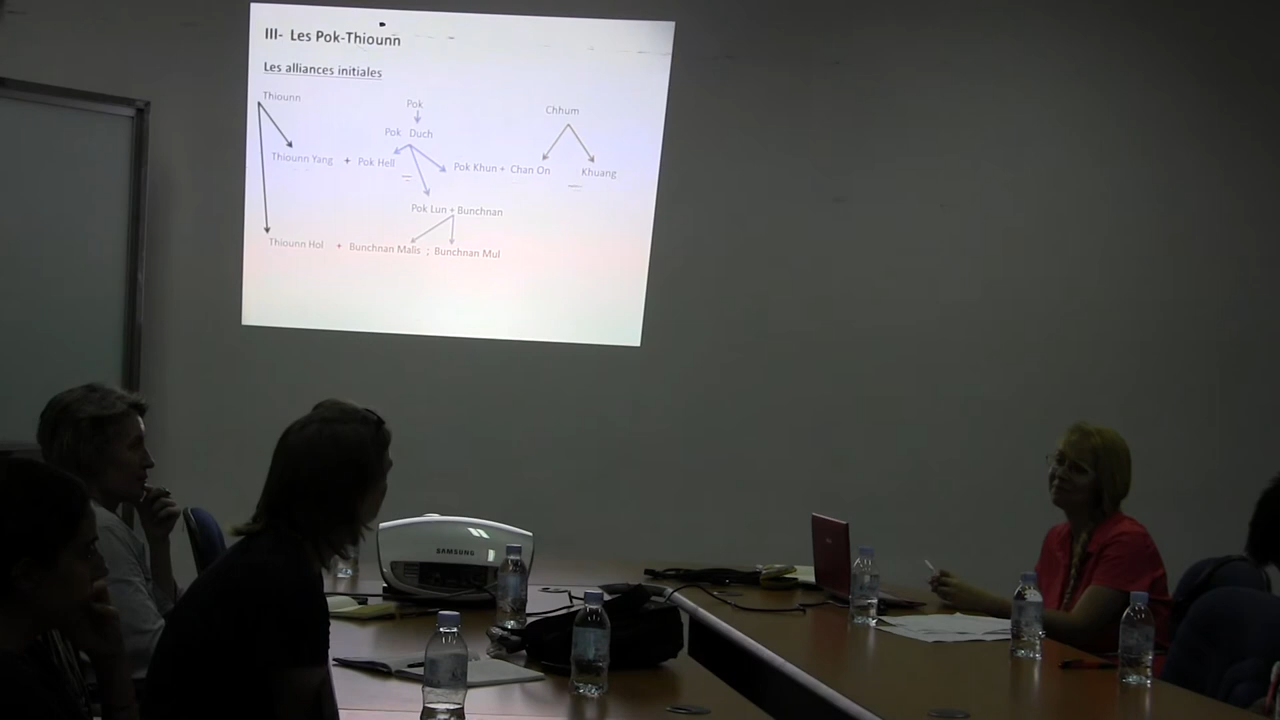 III- Les Pok-Thiounn
Les alliances initiales
Thiounn
Pok
Chhum
Pok Duch
Thiounn Yang + Pok Hell
Pok Khun + Chan On
Khuang
Pok Lun + Bunchnan
Thiounn Hol + Bunchnan Malis ; Bunchnan Mul
SAMSUNG